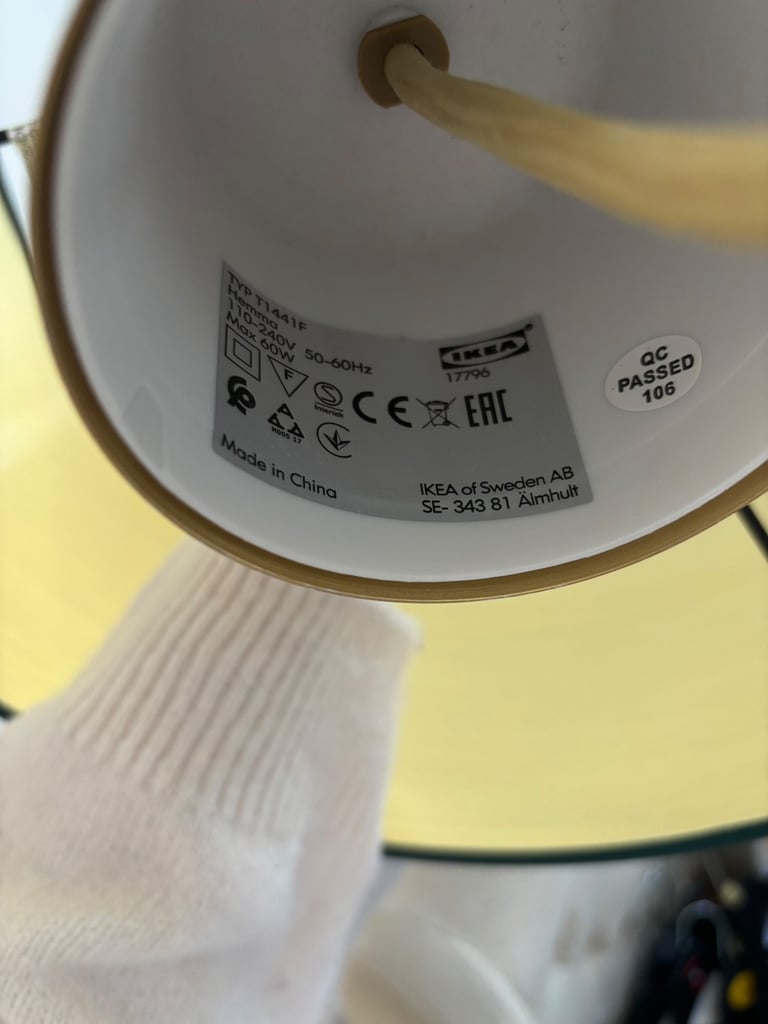 TYP T1441F
Hemma
110-240V 50-60Hz
Max 60W
IKEA
17796
F
S
Intertek
CE
EAC
Made in China
IKEA of Sweden AB
SE- 343 81 Älmhult
QC
PASSED
106